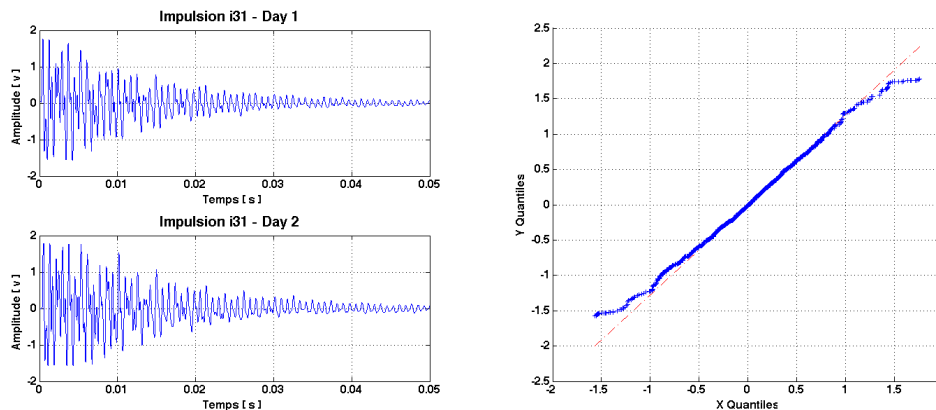 Impulsion i31 - Day 1
Amplitude [ v ]
2
1
0
-1
-2
0 0.01 0.02 0.03 0.04 0.05
Temps [ s ]
Impulsion i31 - Day 2
Amplitude [ v ]
2
1
0
-1
-2
0 0.01 0.02 0.03 0.04 0.05
Temps [ s ]
Y Quantiles
2.5
2
1.5
1
0.5
0
-0.5
-1
-1.5
-2
-2.5
-2 -1.5 -1 -0.5 0 0.5 1 1.5 2
X Quantiles